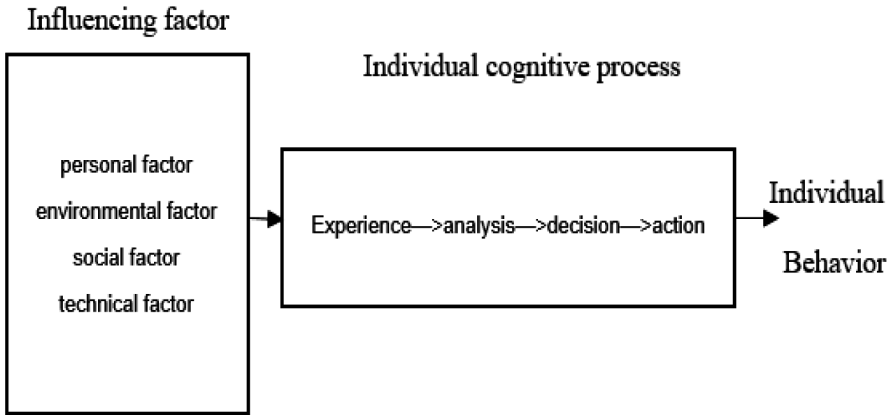 Influencing factor
personal factor
environmental factor
social factor
technical factor
Individual cognitive process
Experience—>analysis—>decision—>action
Individual
Behavior